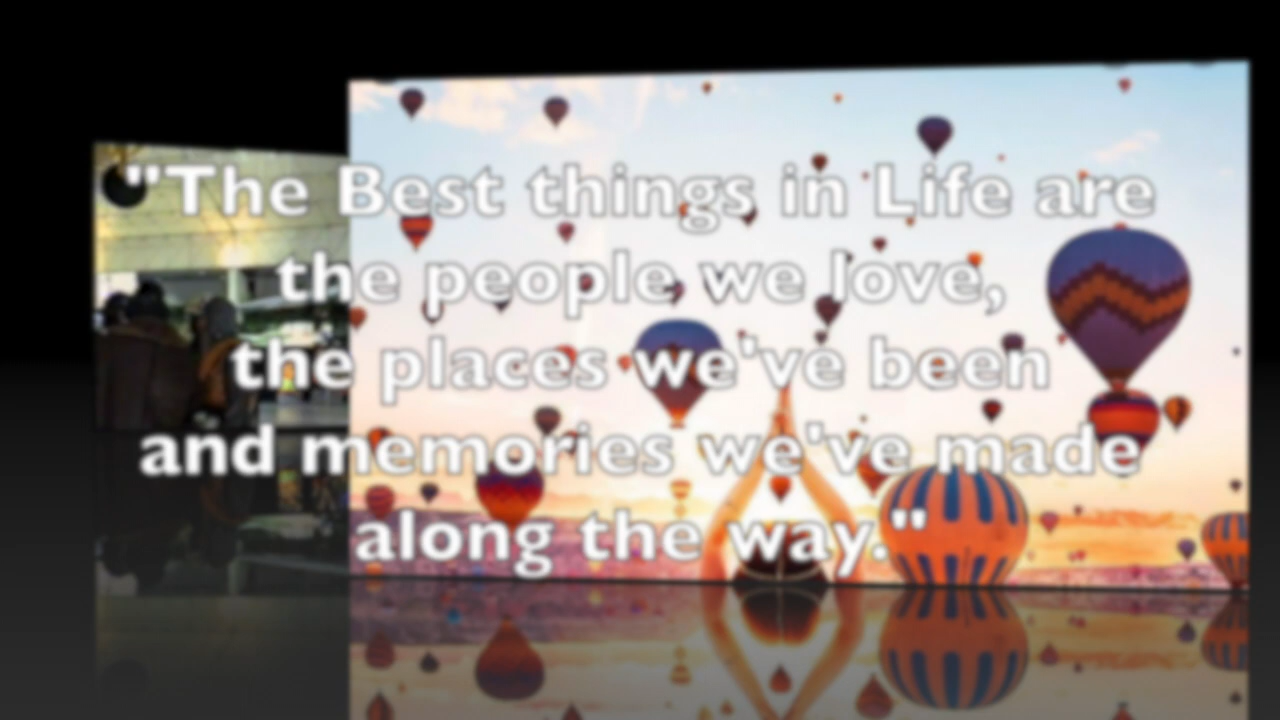 "The Best things in Life are
the people we love,
the places we've been
and memories we've made
along the way."